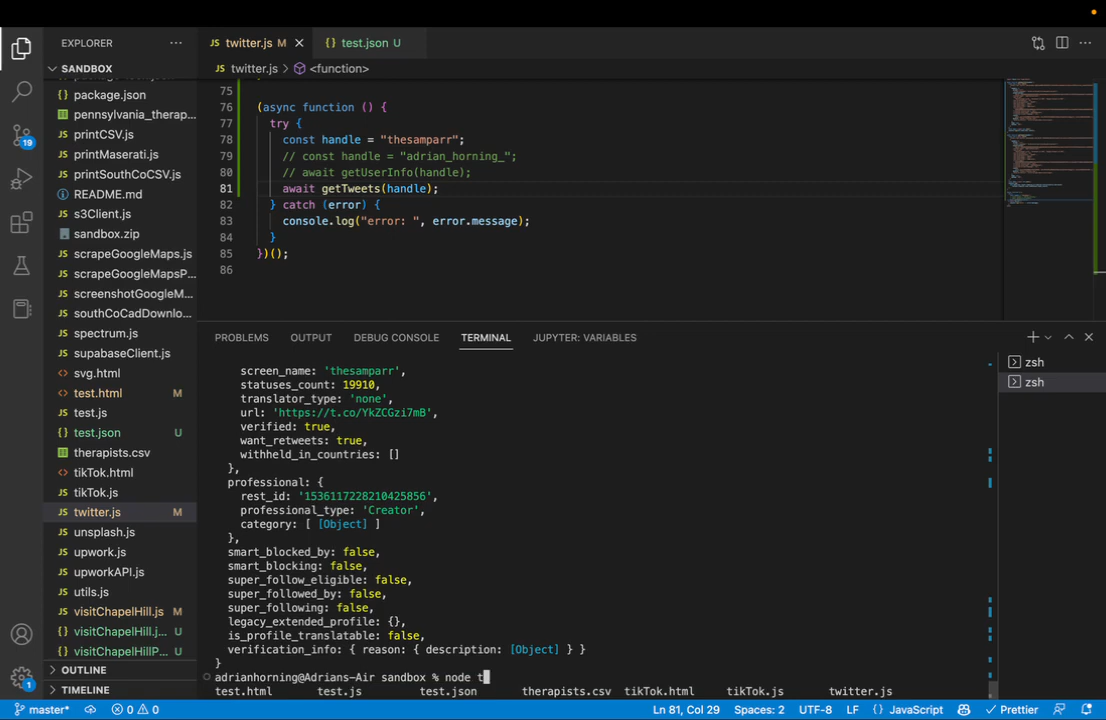 EXPLORER
SANDBOX
package.json
pennsylvania_therap...
printCSV.js
printMaserati.js
printSouthCoCSV.js
README.md
s3Client.js
sandbox.zip
scrapeGoogleMaps.js
scrapeGoogleMapsP...
screenshotGoogleM...
southCoCadDownlo...
spectrum.js
supabaseClient.js
svg.html
test.html M
test.js
test.json U
therapists.csv
tikTok.html
tikTok.js
twitter.js M
unsplash.js
upwork.js
upworkAPI.js
utils.js
visitChapelHill.js M
visitChapelHill.j... U
visitChapelHillP... U
OUTLINE
TIMELINE
19
1
JS twitter.js M
{ } test.json U
JS twitter.js > <function>
75
76 (async function () {
77 try {
78 const handle = "thesamparr";
79 // const handle = "adrian_horning_";
80 // await getUserInfo(handle);
81 await getTweets(handle);
82 } catch (error) {
83 console.log("error: ", error.message);
84 }
85 })();
86
PROBLEMS OUTPUT DEBUG CONSOLE TERMINAL JUPYTER: VARIABLES
screen_name: 'thesamparr',
statuses_count: 19910,
translator_type: 'none',
url: 'https://t.co/YkZCGzi7mB',
verified: true,
want_retweets: true,
withheld_in_countries: []
},
professional: {
rest_id: '1536117228210425856',
professional_type: 'Creator',
category: [ [Object] ]
},
smart_blocked_by: false,
smart_blocking: false,
super_follow_eligible: false,
super_followed_by: false,
super_following: false,
legacy_extended_profile: {},
is_profile_translatable: false,
verification_info: { reason: { description: [Object] } }
}
adrianhorning@Adrians-Air sandbox % node t
test.html test.js test.json therapists.csv tikTok.html tikTok.js twitter.js
zsh
zsh
master* 0 0 Ln 81, Col 29 Spaces: 2 UTF-8 LF { } JavaScript Prettier